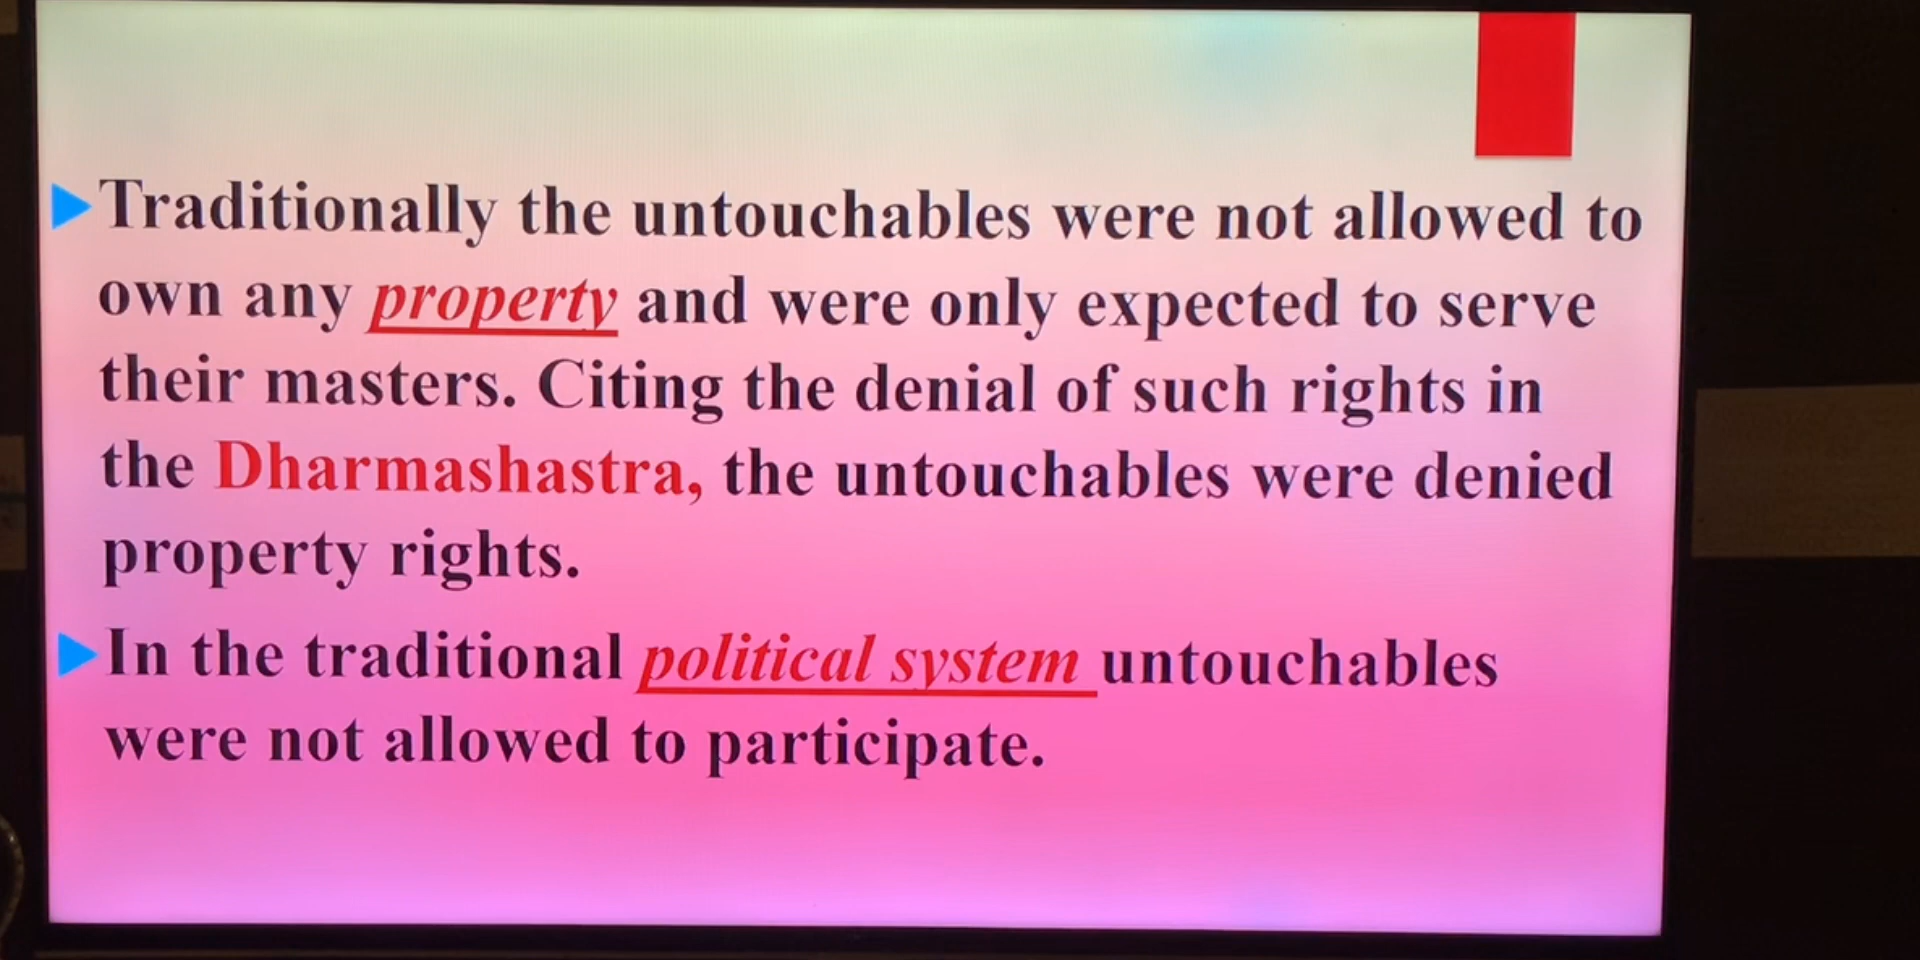 Traditionally the untouchables were not allowed to
own any property and were only expected to serve
their masters. Citing the denial of such rights in
the Dharmashastra, the untouchables were denied
property rights.
In the traditional political system untouchables
were not allowed to participate.